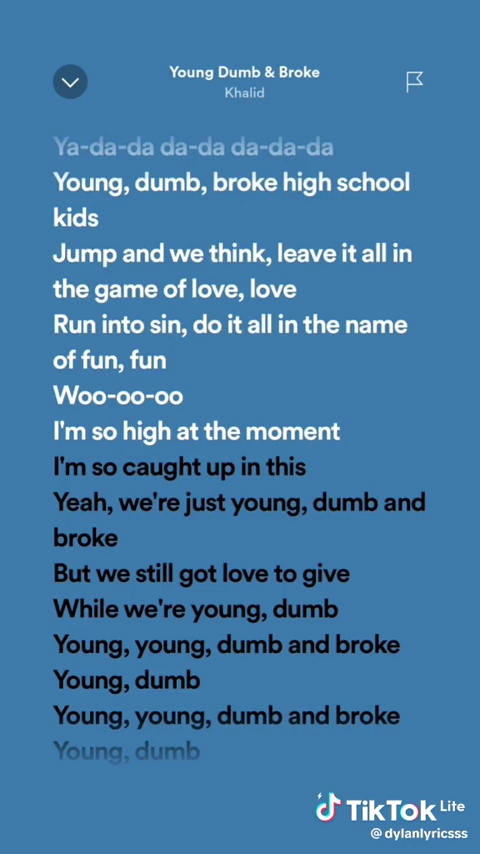 Young Dumb & Broke
Khalid
Ya-da-da da-da da-da-da
Young, dumb, broke high school
kids
Jump and we think, leave it all in
the game of love, love
Run into sin, do it all in the name
of fun, fun
Woo-oo-oo
I'm so high at the moment
I'm so caught up in this
Yeah, we're just young, dumb and
broke
But we still got love to give
While we're young, dumb
Young, young, dumb and broke
Young, dumb
Young, young, dumb and broke
Young, dumb
TikTok Lite
@dylanlyricsss